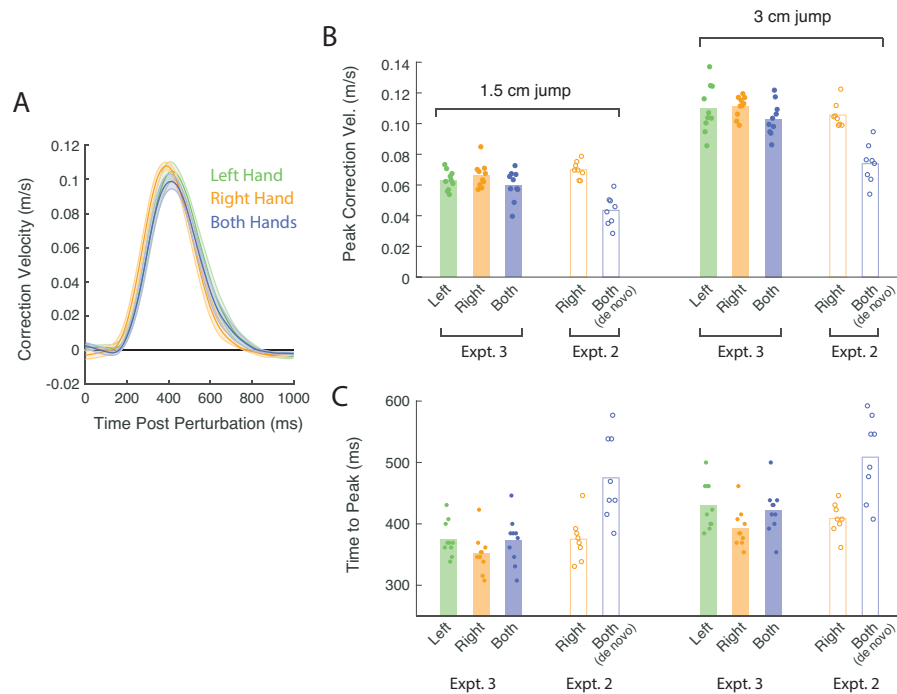 A
Correction Velocity (m/s)
0.12
0.1
0.08
0.06
0.04
0.02
0
-0.02
0
200
400
600
800
1000
Time Post Perturbation (ms)
Left Hand
Right Hand
Both Hands
B
3 cm jump
1.5 cm jump
Peak Correction Vel. (m/s)
0.14
0.12
0.10
0.08
0.06
0.04
0.02
0
Left
Right
Both
Right
Both
(de novo)
Left
Right
Both
Right
Both
(de novo)
Expt. 3
Expt. 2
Expt. 3
Expt. 2
C
Time to Peak (ms)
600
500
400
300
Left
Right
Both
Right
Both
(de novo)
Left
Right
Both
Right
Both
(de novo)
Expt. 3
Expt. 2
Expt. 3
Expt. 2